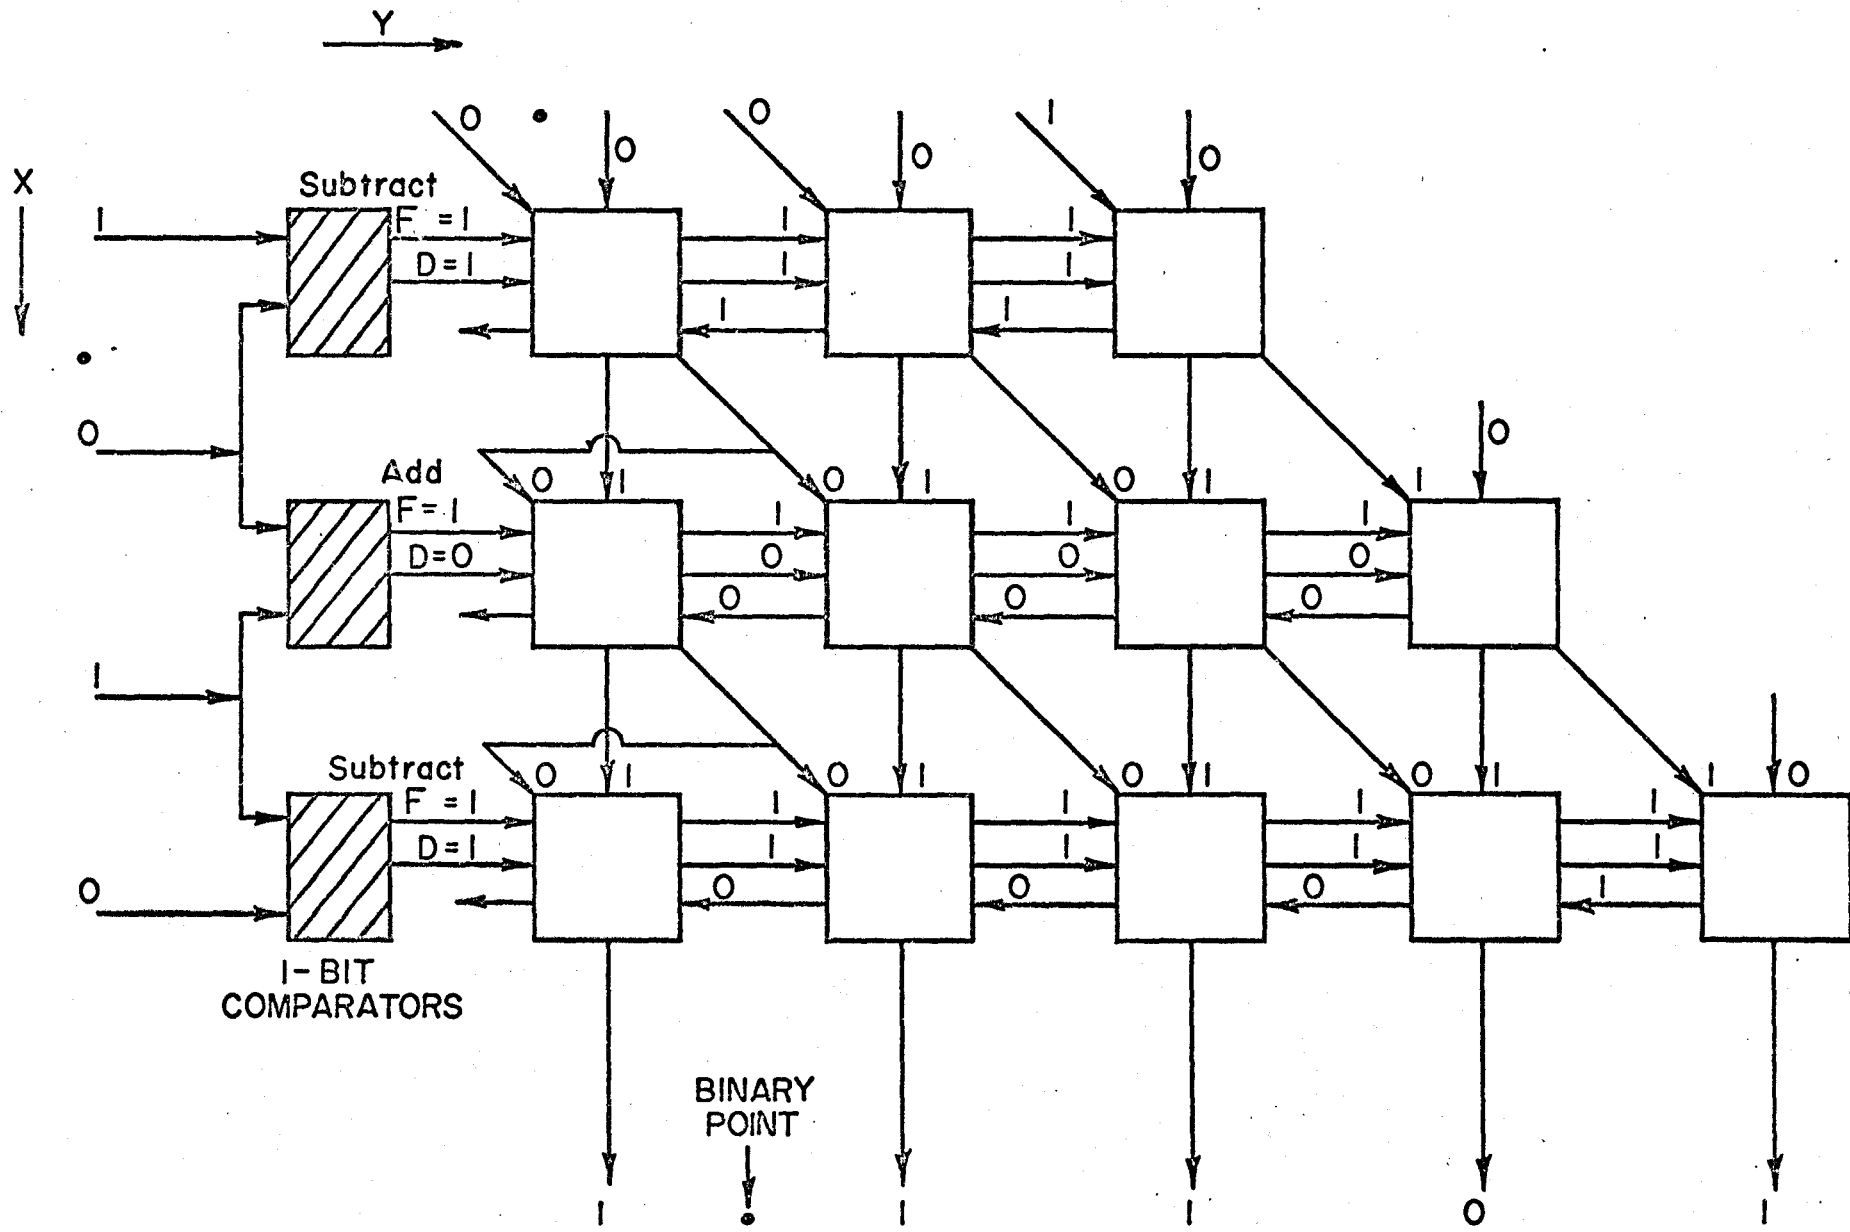 Y
0 0 0 0 1 0
X
Subtract
1 F = 1 1 1
D = 1 1 1
1 1
0 0
Add 0 1 0 1 0 1 1
F = 1 1 1 1
D = 0 0 0 0
0 0 0
1
Subtract 0 1 0 1 0 1 0 1 1 0
F = 1 1 1 1 1
D = 1 1 1 1 1
0 0 0 0 1
1-BIT
COMPARATORS
BINARY
POINT
1 . 1 1 0 1